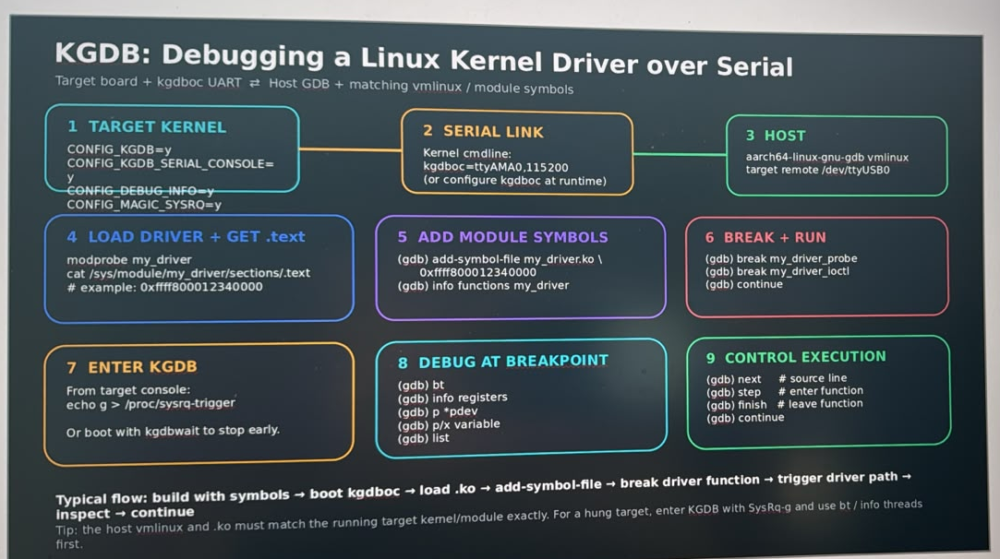 KGDB: Debugging a Linux Kernel Driver over Serial
Target board + kgdboc UART ⇄ Host GDB + matching vmlinux / module symbols
1 TARGET KERNEL
CONFIG_KGDB=y
CONFIG_KGDB_SERIAL_CONSOLE=
y
CONFIG_DEBUG_INFO=y
CONFIG_MAGIC_SYSRQ=y
2 SERIAL LINK
Kernel cmdline:
kgdboc=ttyAMA0,115200
(or configure kgdboc at runtime)
3 HOST
aarch64-linux-gnu-gdb vmlinux
target remote /dev/ttyUSB0
4 LOAD DRIVER + GET .text
modprobe my_driver
cat /sys/module/my_driver/sections/.text
# example: 0xffff800012340000
5 ADD MODULE SYMBOLS
(gdb) add-symbol-file my_driver.ko \
0xffff800012340000
(gdb) info functions my_driver
6 BREAK + RUN
(gdb) break my_driver_probe
(gdb) break my_driver_ioctl
(gdb) continue
7 ENTER KGDB
From target console:
echo g > /proc/sysrq-trigger
Or boot with kgdbwait to stop early.
8 DEBUG AT BREAKPOINT
(gdb) bt
(gdb) info registers
(gdb) p *pdev
(gdb) p/x variable
(gdb) list
9 CONTROL EXECUTION
(gdb) next # source line
(gdb) step # enter function
(gdb) finish # leave function
(gdb) continue
Typical flow: build with symbols → boot kgdboc → load .ko → add-symbol-file → break driver function → trigger driver path →
inspect → continue
Tip: the host vmlinux and .ko must match the running target kernel/module exactly. For a hung target, enter KGDB with SysRq-g and use bt / info threads
first.